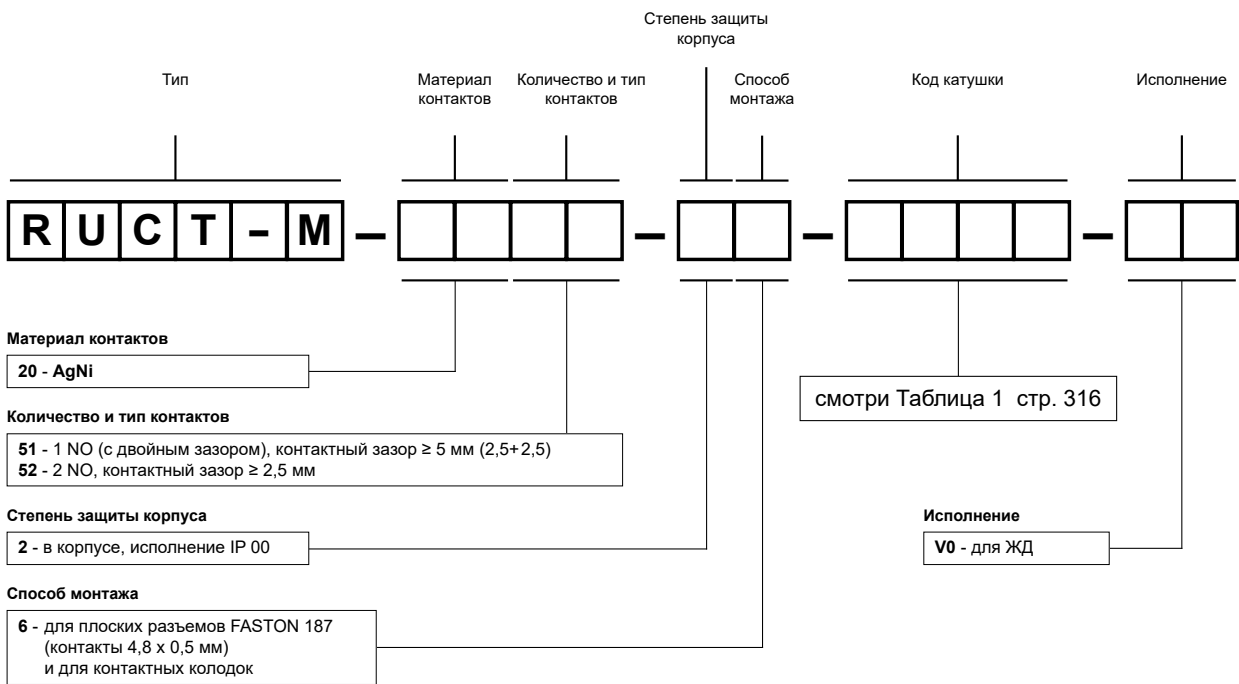 Степень защиты
корпуса
Тип
Материал
контактов
Количество и тип
контактов
Способ
монтажа
Код катушки
Исполнение
RUCT-M – – – –
Материал контактов
20 - AgNi
Количество и тип контактов
51 - 1 NO (с двойным зазором), контактный зазор ≥ 5 мм (2,5+2,5)
52 - 2 NO, контактный зазор ≥ 2,5 мм
смотри Таблица 1 стр. 316
Степень защиты корпуса
2 - в корпусе, исполнение IP 00
Исполнение
V0 - для ЖД
Способ монтажа
6 - для плоских разъемов FASTON 187
(контакты 4,8 x 0,5 мм)
и для контактных колодок